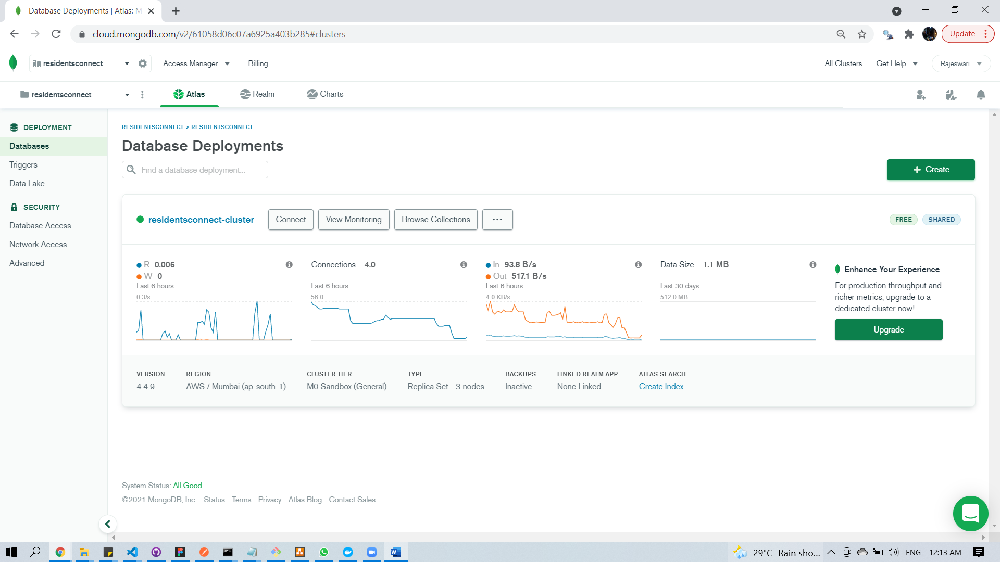 Database Deployments | Atlas: M
cloud.mongodb.com/v2/61058d06c07a6925a403b285#clusters
Update
residentsconnect
Access Manager
Billing
All Clusters
Get Help
Rajeswari
residentsconnect
Atlas
Realm
Charts
DEPLOYMENT
Databases
Triggers
Data Lake
SECURITY
Database Access
Network Access
Advanced
RESIDENTSCONNECT > RESIDENTSCONNECT
Database Deployments
Find a database deployment...
+ Create
residentsconnect-cluster
Connect
View Monitoring
Browse Collections
...
FREE
SHARED
R 0.006
W 0
Last 6 hours
0.3/s
Connections 4.0
Last 6 hours
56.0
In 93.8 B/s
Out 517.1 B/s
Last 6 hours
4.0 KB/s
Data Size 1.1 MB
Last 30 days
512.0 MB
Enhance Your Experience
For production throughput and
richer metrics, upgrade to a
dedicated cluster now!
Upgrade
VERSION
4.4.9
REGION
AWS / Mumbai (ap-south-1)
CLUSTER TIER
M0 Sandbox (General)
TYPE
Replica Set - 3 nodes
BACKUPS
Inactive
LINKED REALM APP
None Linked
ATLAS SEARCH
Create Index
System Status: All Good
©2021 MongoDB, Inc. Status Terms Privacy Atlas Blog Contact Sales
29°C Rain sho...
ENG
12:13 AM